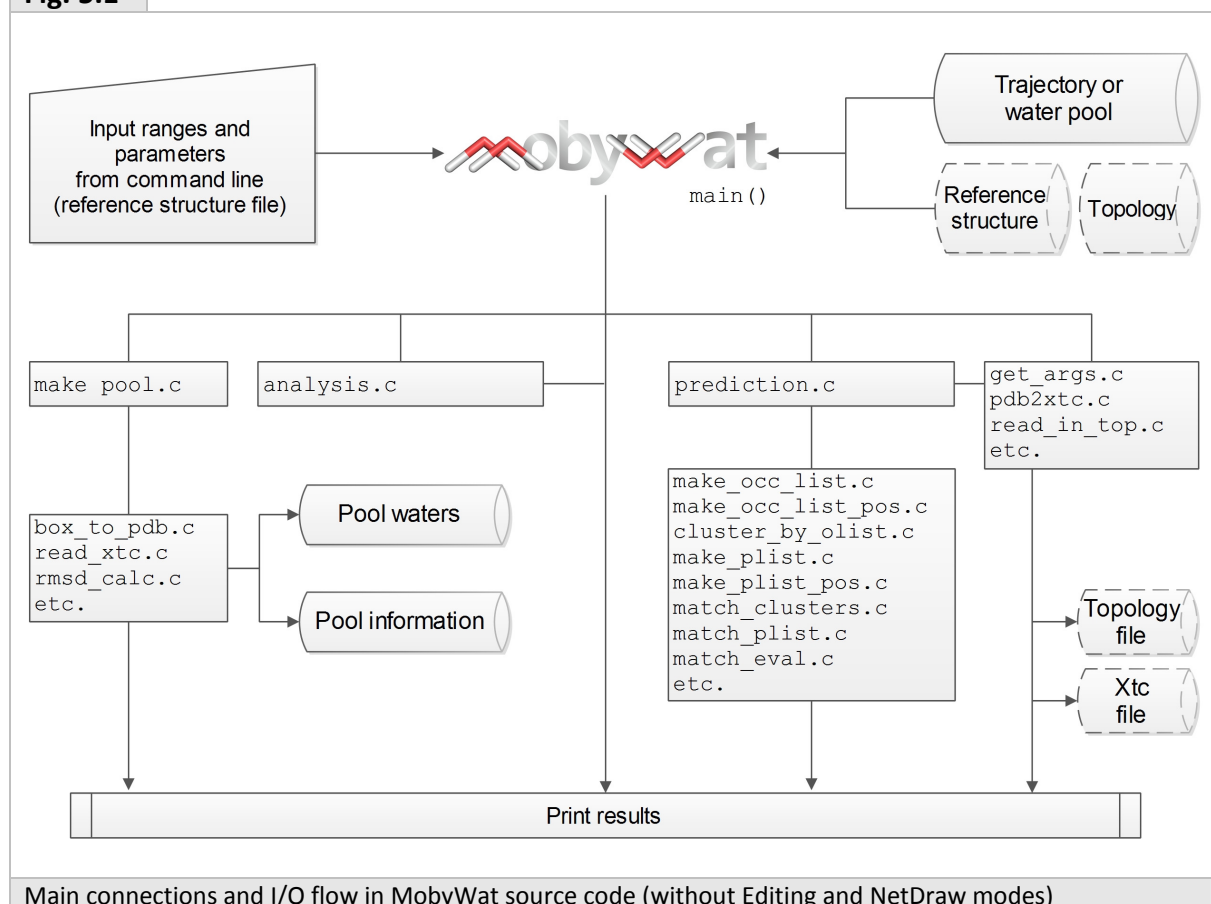 Input ranges and
parameters
from command line
(reference structure file)
MobyWat
main()
Trajectory or
water pool
Reference
structure
Topology
make pool.c
analysis.c
prediction.c
get_args.c
pdb2xtc.c
read_in_top.c
etc.
box_to_pdb.c
read_xtc.c
rmsd_calc.c
etc.
Pool waters
Pool information
make_occ_list.c
make_occ_list_pos.c
cluster_by_olist.c
make_plist.c
make_plist_pos.c
match_clusters.c
match_plist.c
match_eval.c
etc.
Topology
file
Xtc
file
Print results
Main connections and I/O flow in MobyWat source code (without Editing and NetDraw modes)